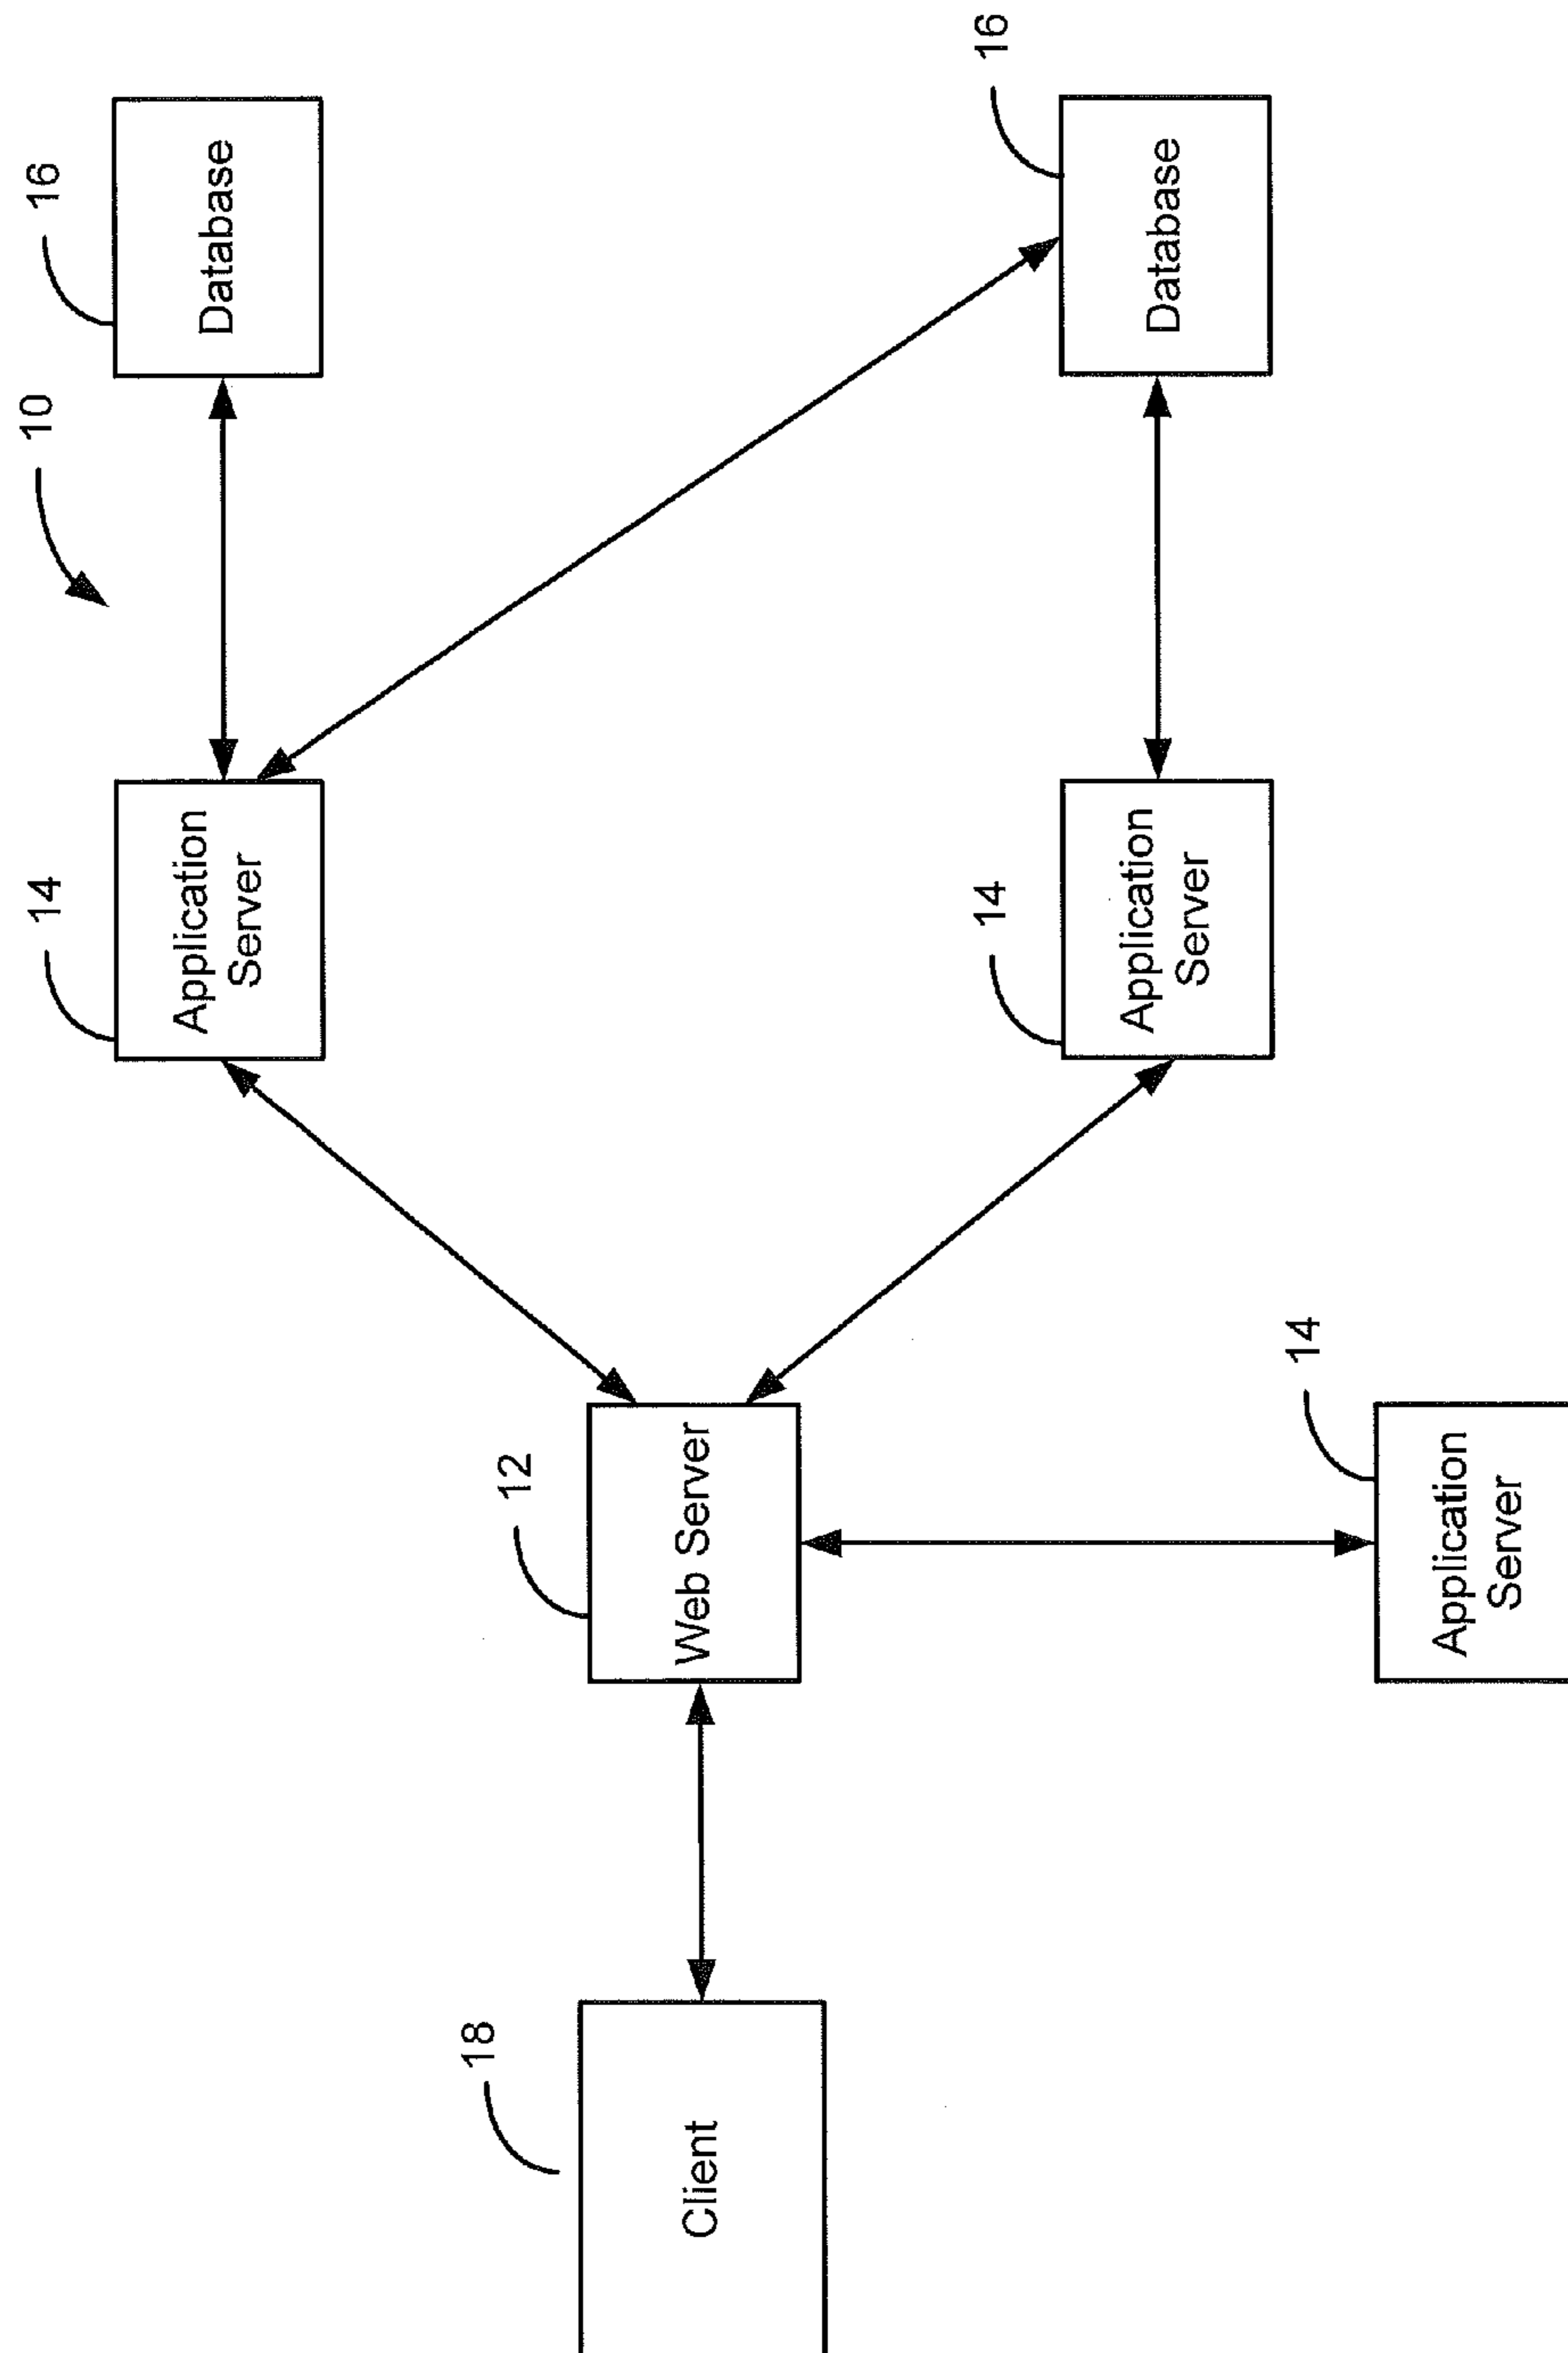 14
10
16
Application
Server
Database
18
12
Client
Web Server
14
16
Application
Server
Database
14
Application
Server